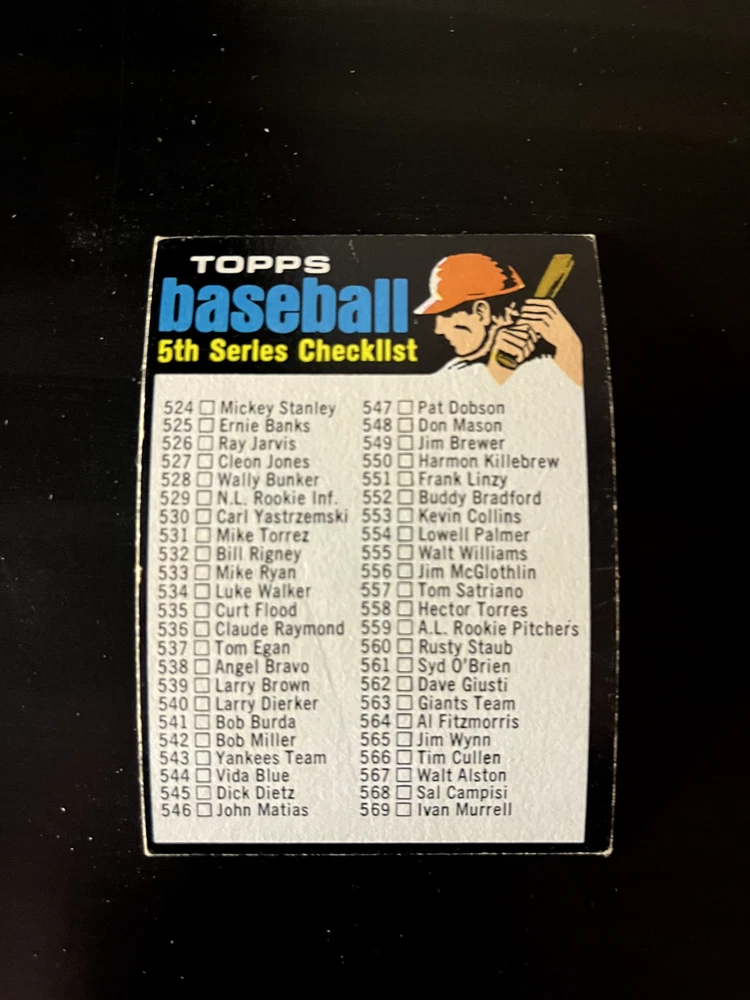 TOPPS
baseball
5th Series Checklist
524 Mickey Stanley
525 Ernie Banks
526 Ray Jarvis
527 Cleon Jones
528 Wally Bunker
529 N.L. Rookie Inf.
530 Carl Yastrzemski
531 Mike Torrez
532 Bill Rigney
533 Mike Ryan
534 Luke Walker
535 Curt Flood
536 Claude Raymond
537 Tom Egan
538 Angel Bravo
539 Larry Brown
540 Larry Dierker
541 Bob Burda
542 Bob Miller
543 Yankees Team
544 Vida Blue
545 Dick Dietz
546 John Matias
547 Pat Dobson
548 Don Mason
549 Jim Brewer
550 Harmon Killebrew
551 Frank Linzy
552 Buddy Bradford
553 Kevin Collins
554 Lowell Palmer
555 Walt Williams
556 Jim McGlothlin
557 Tom Satriano
558 Hector Torres
559 A.L. Rookie Pitchers
560 Rusty Staub
561 Syd O'Brien
562 Dave Giusti
563 Giants Team
564 Al Fitzmorris
565 Jim Wynn
566 Tim Cullen
567 Walt Alston
568 Sal Campisi
569 Ivan Murrell